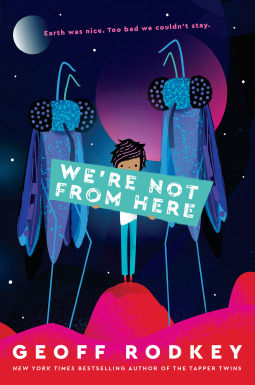 Earth was nice. Too bad we couldn't stay.
WE'RE NOT
FROM HERE
GEOFF RODKEY
NEW YORK TIMES BESTSELLING AUTHOR OF THE TAPPER TWINS